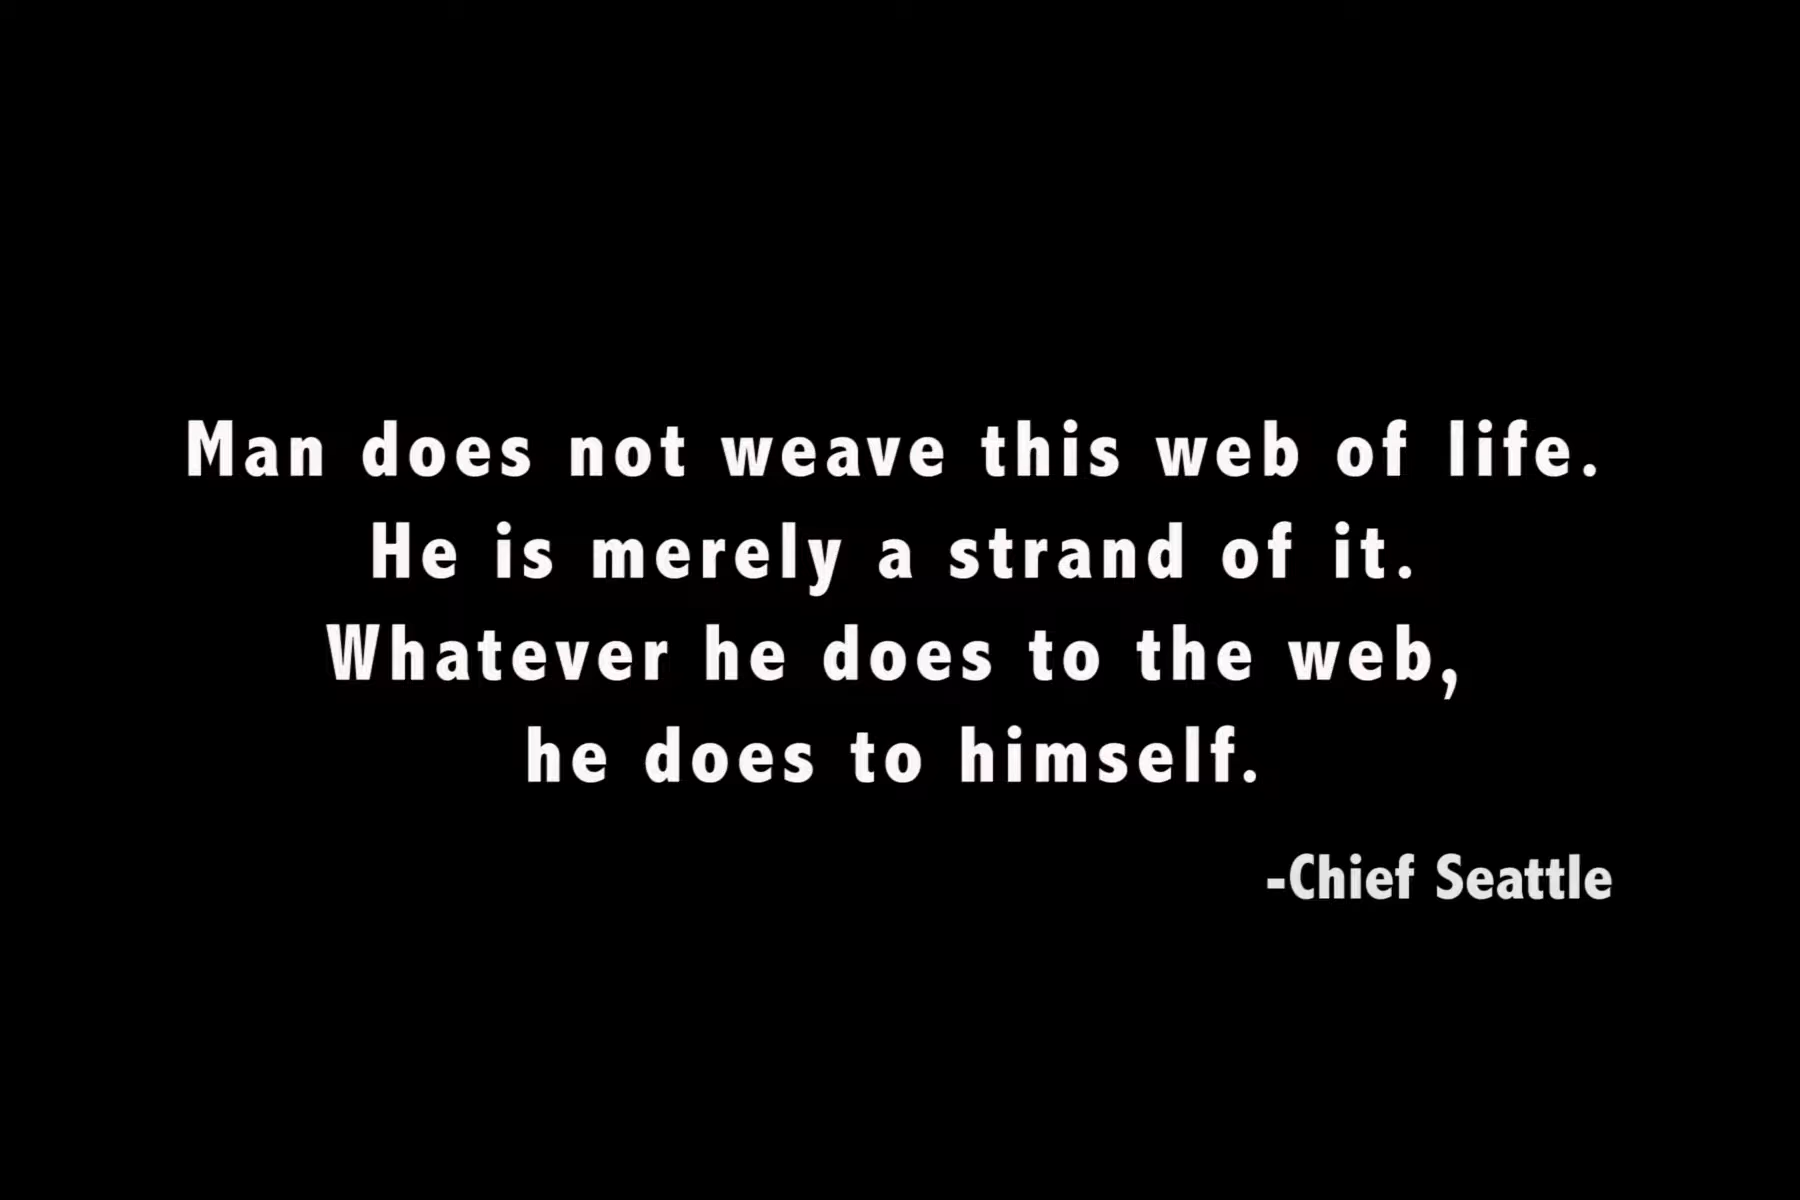 Man does not weave this web of life.
He is merely a strand of it.
Whatever he does to the web,
he does to himself.
-Chief Seattle